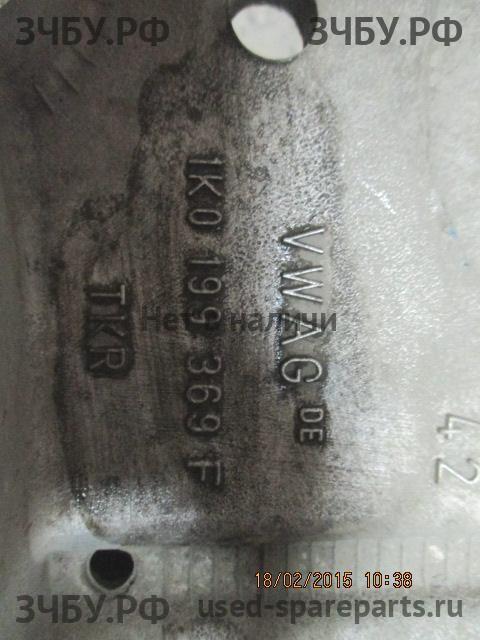 ЗЧБУ.РФ ЗЧБУ.РФ
VWAG DE
1K0 199 369 F
TKR
42
Нет в наличи
18/02/2015 10:38
ЗЧБУ.РФ used-spareparts.ru